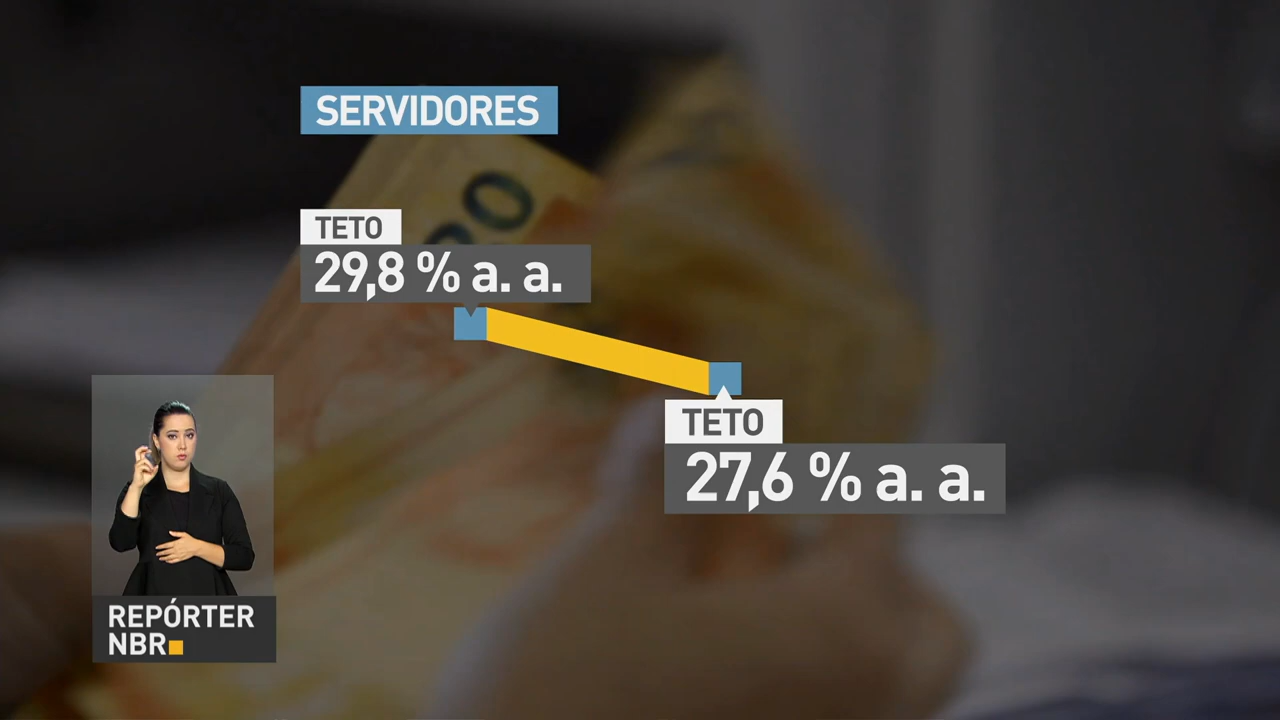 SERVIDORES
TETO
29,8 % a. a.
TETO
27,6 % a. a.
REPÓRTER
NBR